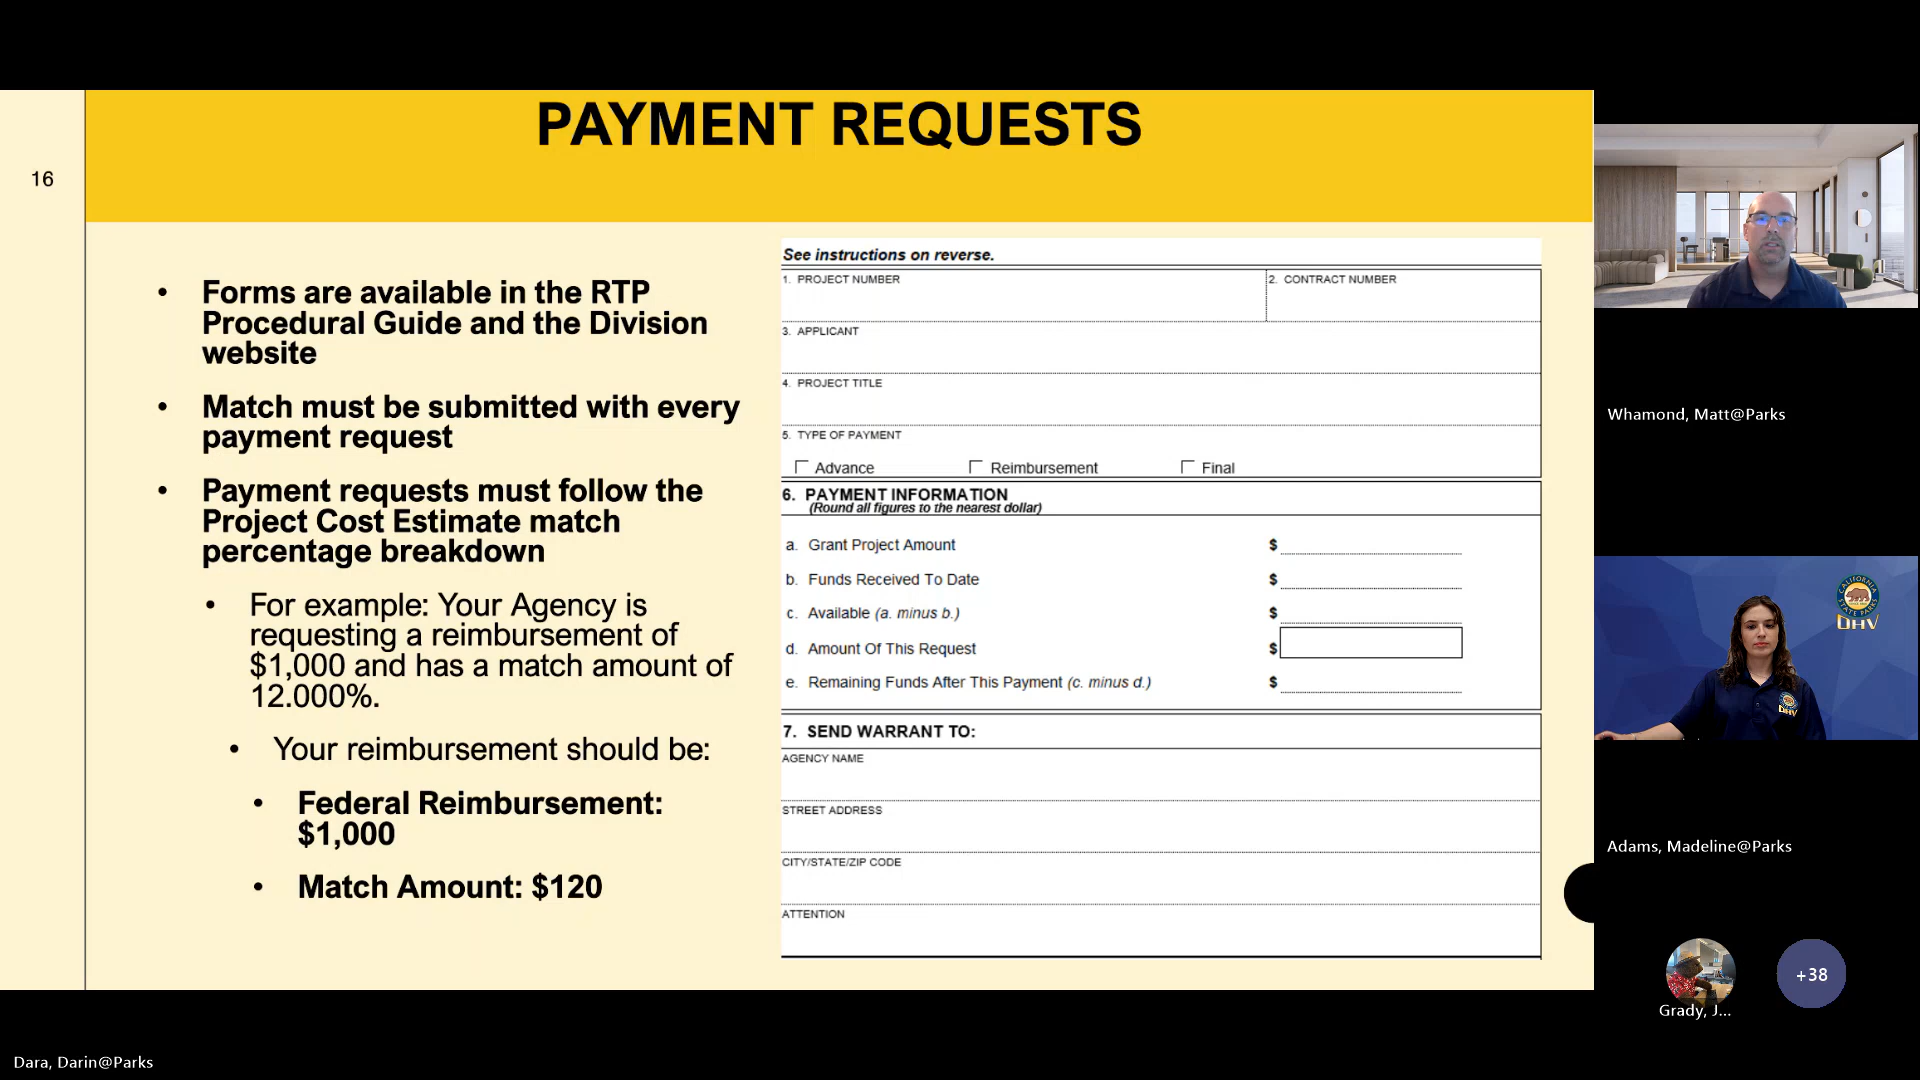 PAYMENT REQUESTS
16
• Forms are available in the RTP
Procedural Guide and the Division
website
• Match must be submitted with every
payment request
• Payment requests must follow the
Project Cost Estimate match
percentage breakdown
• For example: Your Agency is
requesting a reimbursement of
$1,000 and has a match amount of
12.000%.
• Your reimbursement should be:
• Federal Reimbursement:
$1,000
• Match Amount: $120
See instructions on reverse.
1. PROJECT NUMBER
2. CONTRACT NUMBER
3. APPLICANT
4. PROJECT TITLE
5. TYPE OF PAYMENT
Advance Reimbursement Final
6. PAYMENT INFORMATION
(Round all figures to the nearest dollar)
a. Grant Project Amount $
b. Funds Received To Date $
c. Available (a. minus b.) $
d. Amount Of This Request $
e. Remaining Funds After This Payment (c. minus d.) $
7. SEND WARRANT TO:
AGENCY NAME
STREET ADDRESS
CITY/STATE/ZIP CODE
ATTENTION
Whamond, Matt@Parks
CALIFORNIA
STATE PARKS
OHV
OHV
Adams, Madeline@Parks
+38
Grady, J...
Dara, Darin@Parks